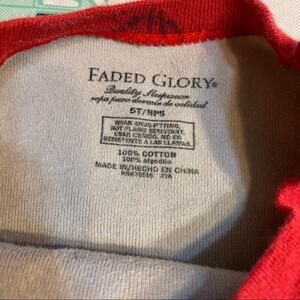 FADED GLORY®
Quality Sleepwear
ropa para dormir de calidad
5T/
WEAR SNUG-FITTING,
NOT FLAME RESISTANT.
USAR CEÑIDO, NO ES
RESISTENTE A LAS LLAMAS.
100% COTTON
100% algodón
MADE IN/HECHO EN CHINA